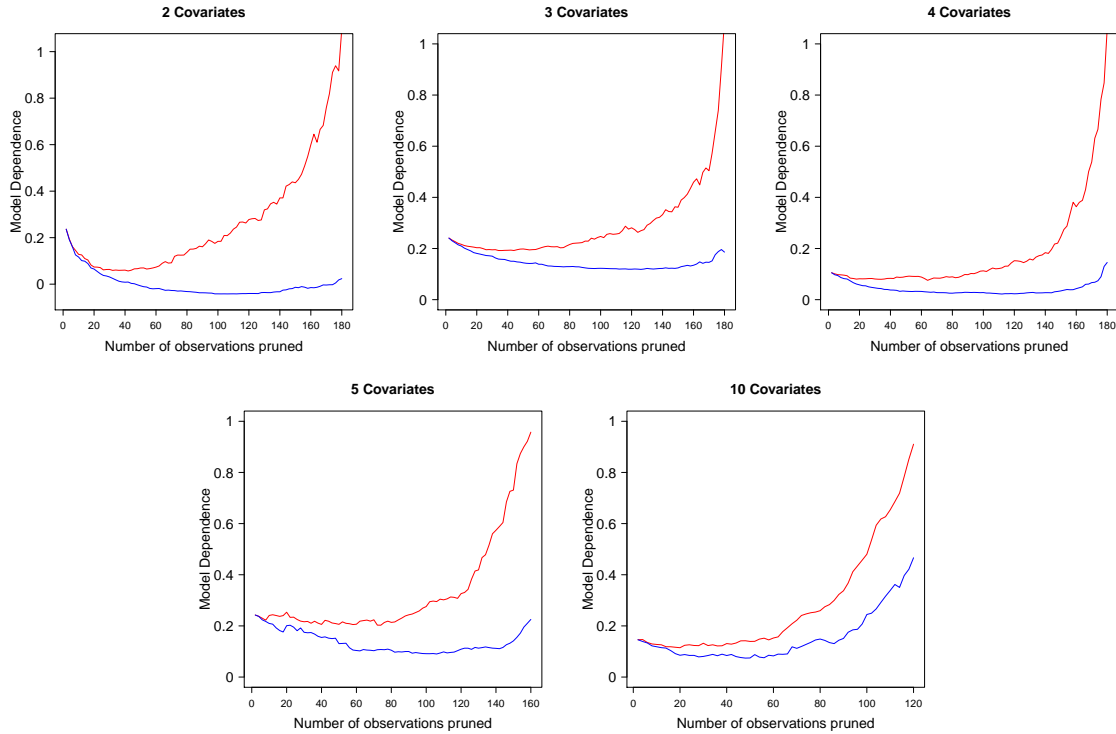 2 Covariates
Model Dependence
1
0.8
0.6
0.4
0.2
0
0 20 40 60 80 100 120 140 160 180
Number of observations pruned
3 Covariates
Model Dependence
1
0.8
0.6
0.4
0.2
0
0 20 40 60 80 100 120 140 160 180
Number of observations pruned
4 Covariates
Model Dependence
1
0.8
0.6
0.4
0.2
0
0 20 40 60 80 100 120 140 160 180
Number of observations pruned
5 Covariates
Model Dependence
1
0.8
0.6
0.4
0.2
0
0 20 40 60 80 100 120 140 160
Number of observations pruned
10 Covariates
Model Dependence
1
0.8
0.6
0.4
0.2
0
0 20 40 60 80 100 120
Number of observations pruned